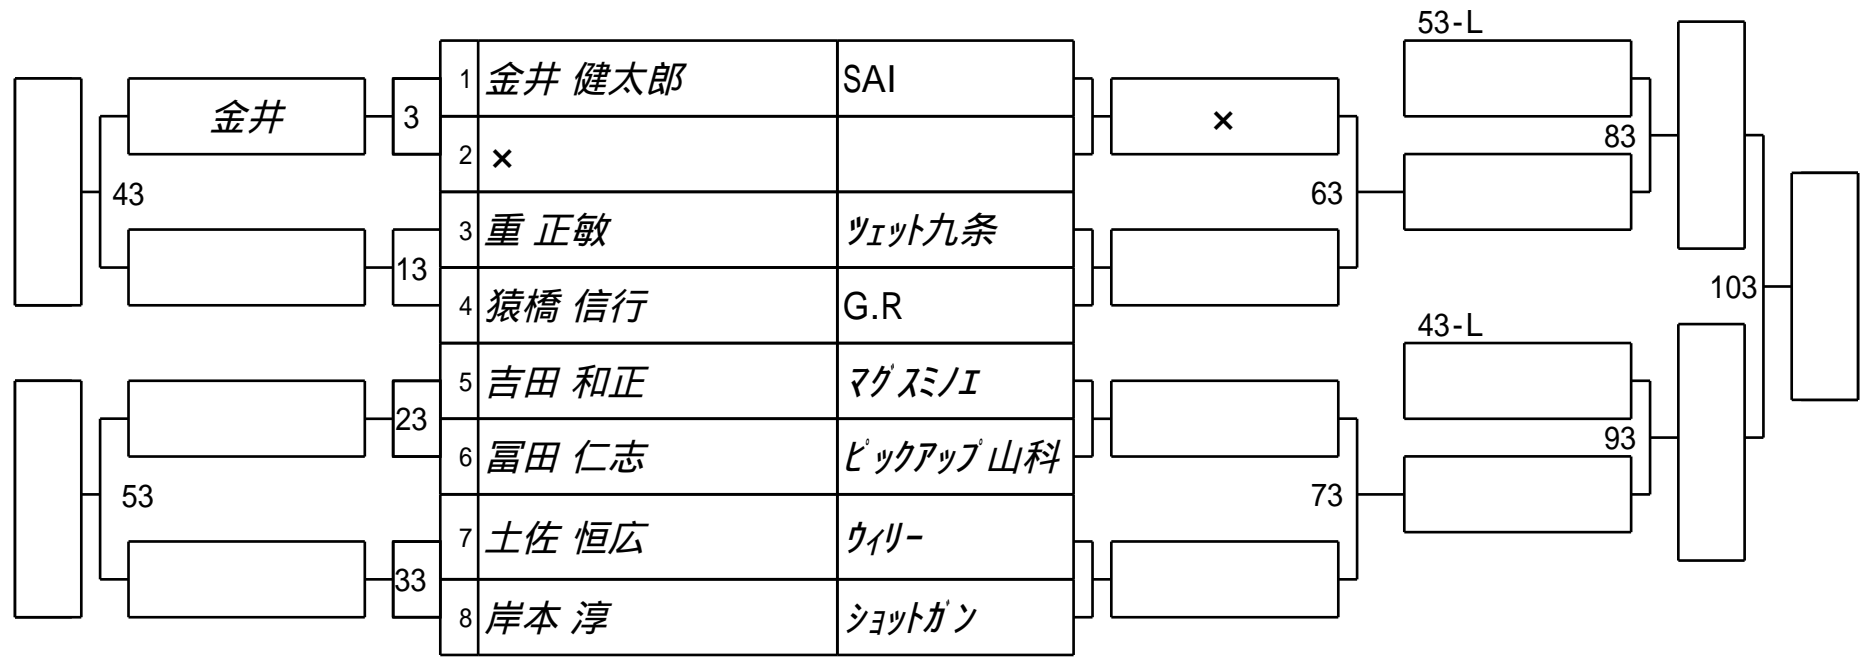 53-L
1 金井 健太郎 SAI
金井 3 × 83
2 ×
43 63
3 重 正敏 ツェット九条
13
4 猿橋 信行 G.R 103
43-L
5 吉田 和正 マグスミノエ
23 93
6 冨田 仁志 ピックアップ山科
53 73
7 土佐 恒広 ウィリー
33
8 岸本 淳 ショットガン